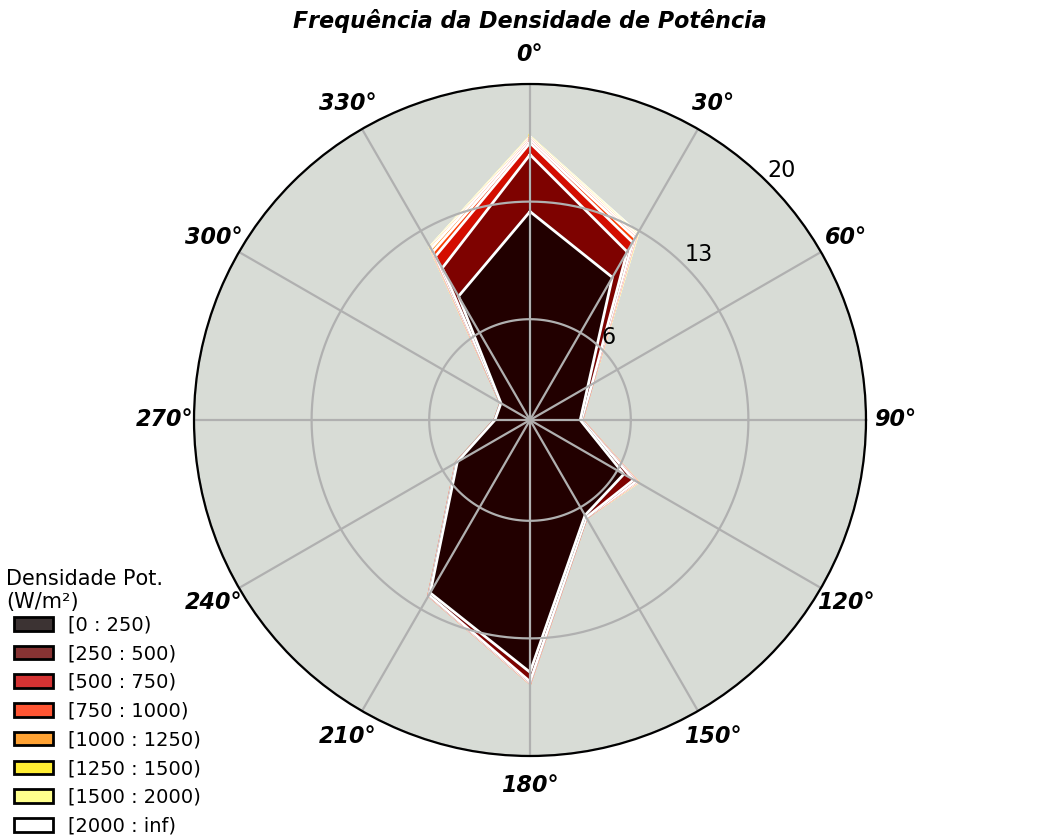 Frequência da Densidade de Potência
0°
330°
30°
20
300°
60°
13
6
270°
90°
240°
120°
210°
150°
180°
Densidade Pot.
(W/m²)
[0 : 250)
[250 : 500)
[500 : 750)
[750 : 1000)
[1000 : 1250)
[1250 : 1500)
[1500 : 2000)
[2000 : inf)